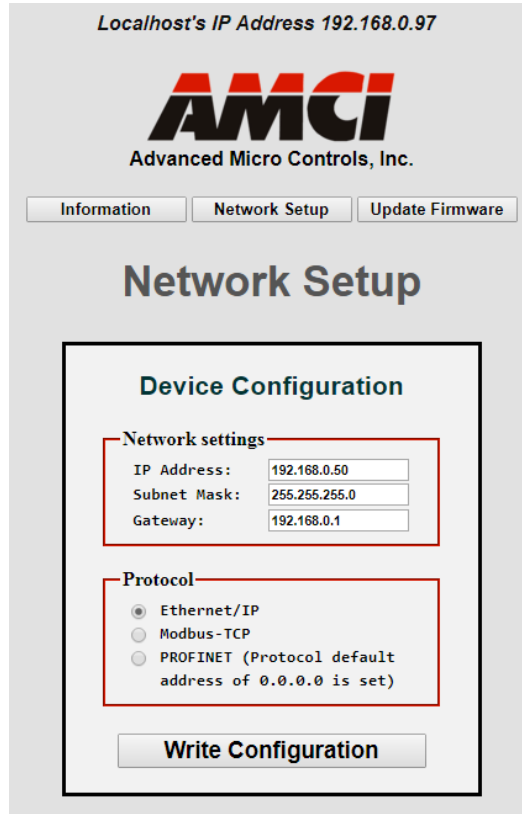 Localhost's IP Address 192.168.0.97
AMCI
Advanced Micro Controls, Inc.
Information Network Setup Update Firmware
Network Setup
Device Configuration
Network settings
IP Address: 192.168.0.50
Subnet Mask: 255.255.255.0
Gateway: 192.168.0.1
Protocol
Ethernet/IP
Modbus-TCP
PROFINET (Protocol default
address of 0.0.0.0 is set)
Write Configuration